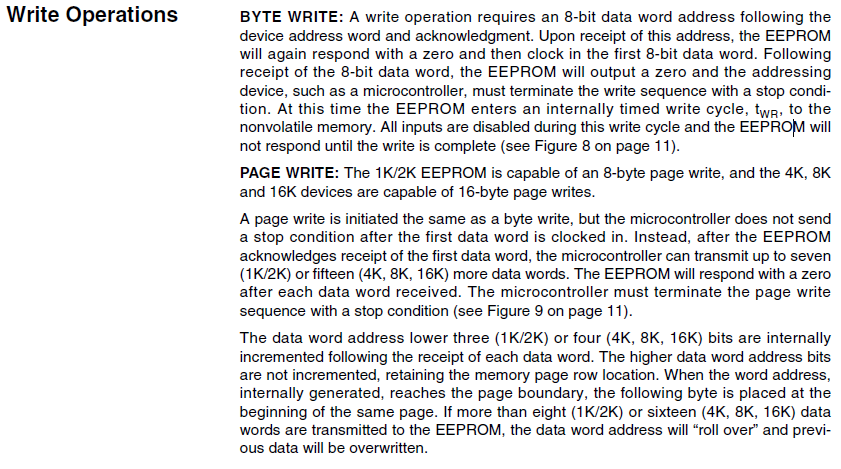 Write Operations
BYTE WRITE: A write operation requires an 8-bit data word address following the
device address word and acknowledgment. Upon receipt of this address, the EEPROM
will again respond with a zero and then clock in the first 8-bit data word. Following
receipt of the 8-bit data word, the EEPROM will output a zero and the addressing
device, such as a microcontroller, must terminate the write sequence with a stop condi-
tion. At this time the EEPROM enters an internally timed write cycle, tWR, to the
nonvolatile memory. All inputs are disabled during this write cycle and the EEPROM will
not respond until the write is complete (see Figure 8 on page 11).
PAGE WRITE: The 1K/2K EEPROM is capable of an 8-byte page write, and the 4K, 8K
and 16K devices are capable of 16-byte page writes.
A page write is initiated the same as a byte write, but the microcontroller does not send
a stop condition after the first data word is clocked in. Instead, after the EEPROM
acknowledges receipt of the first data word, the microcontroller can transmit up to seven
(1K/2K) or fifteen (4K, 8K, 16K) more data words. The EEPROM will respond with a zero
after each data word received. The microcontroller must terminate the page write
sequence with a stop condition (see Figure 9 on page 11).
The data word address lower three (1K/2K) or four (4K, 8K, 16K) bits are internally
incremented following the receipt of each data word. The higher data word address bits
are not incremented, retaining the memory page row location. When the word address,
internally generated, reaches the page boundary, the following byte is placed at the
beginning of the same page. If more than eight (1K/2K) or sixteen (4K, 8K, 16K) data
words are transmitted to the EEPROM, the data word address will “roll over” and previ-
ous data will be overwritten.